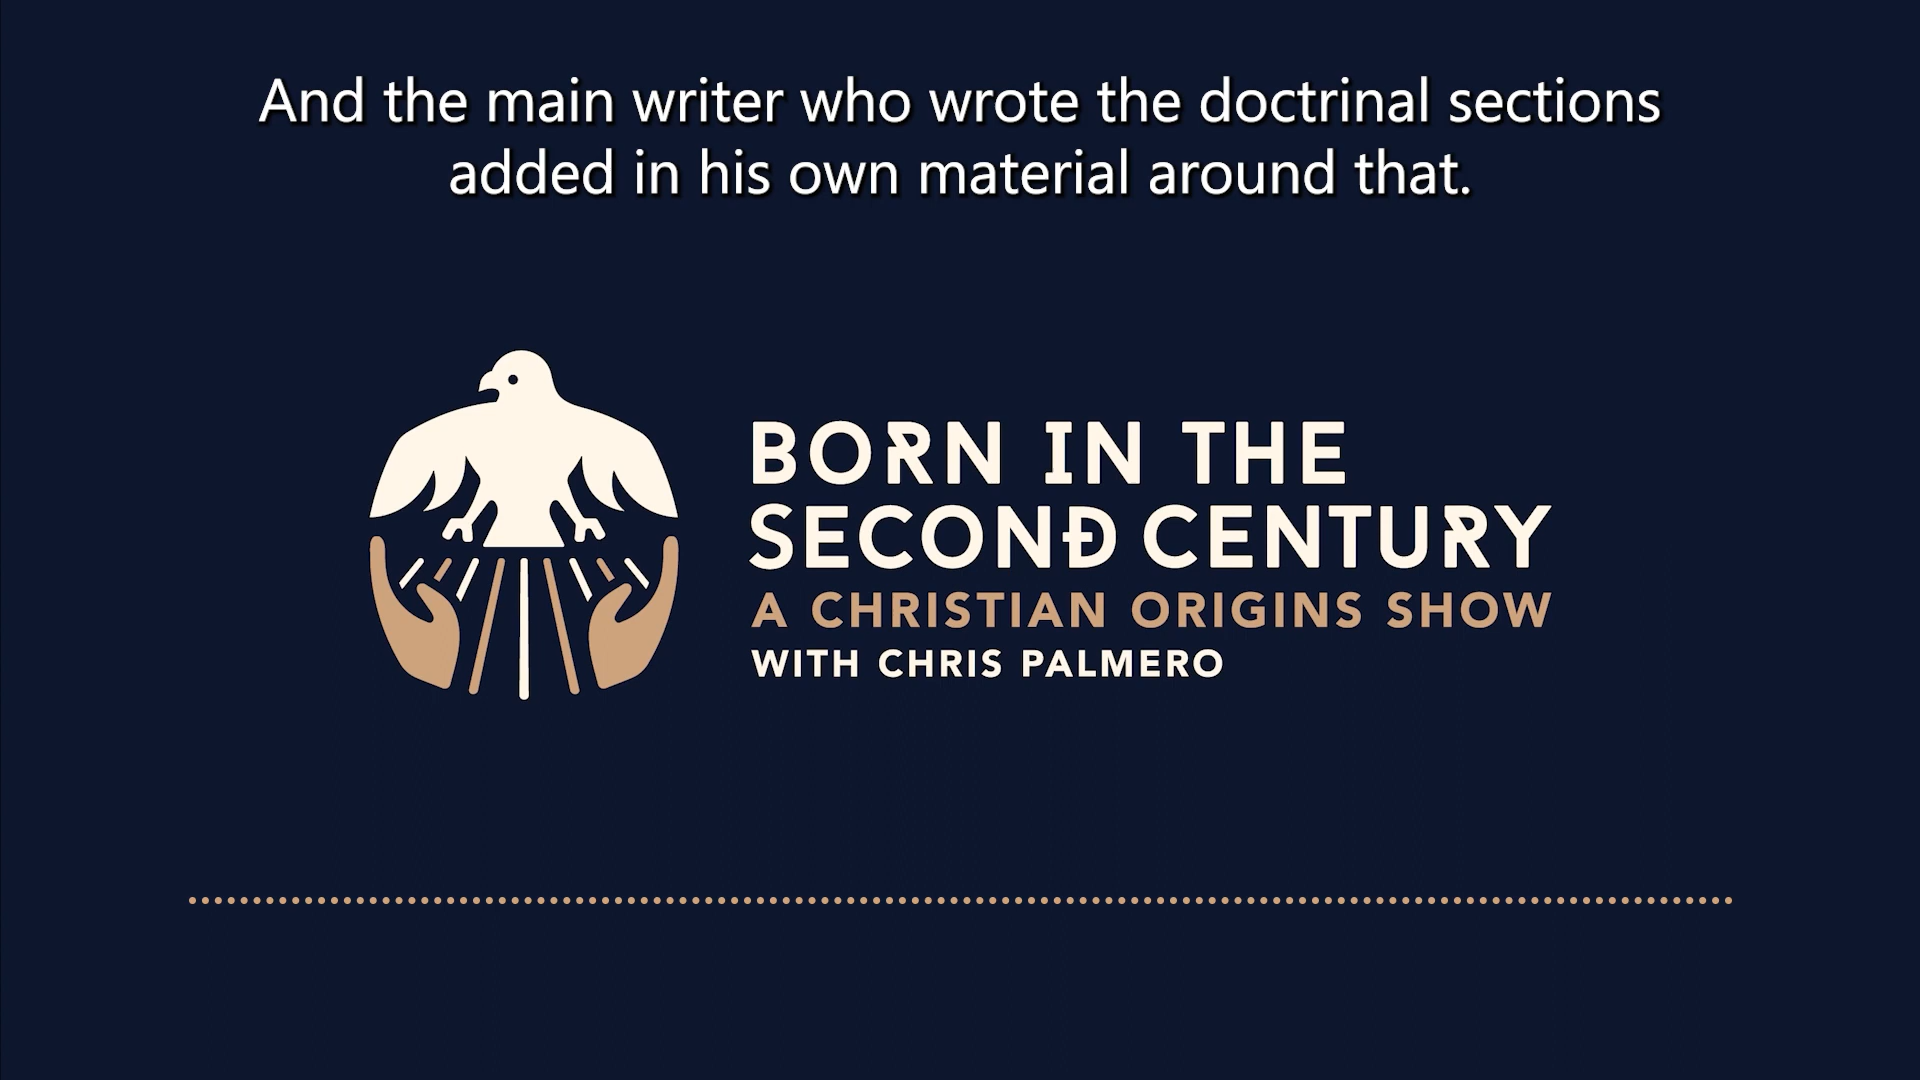 And the main writer who wrote the doctrinal sections
added in his own material around that.
BORN IN THE
SECOND CENTURY
A CHRISTIAN ORIGINS SHOW
WITH CHRIS PALMERO